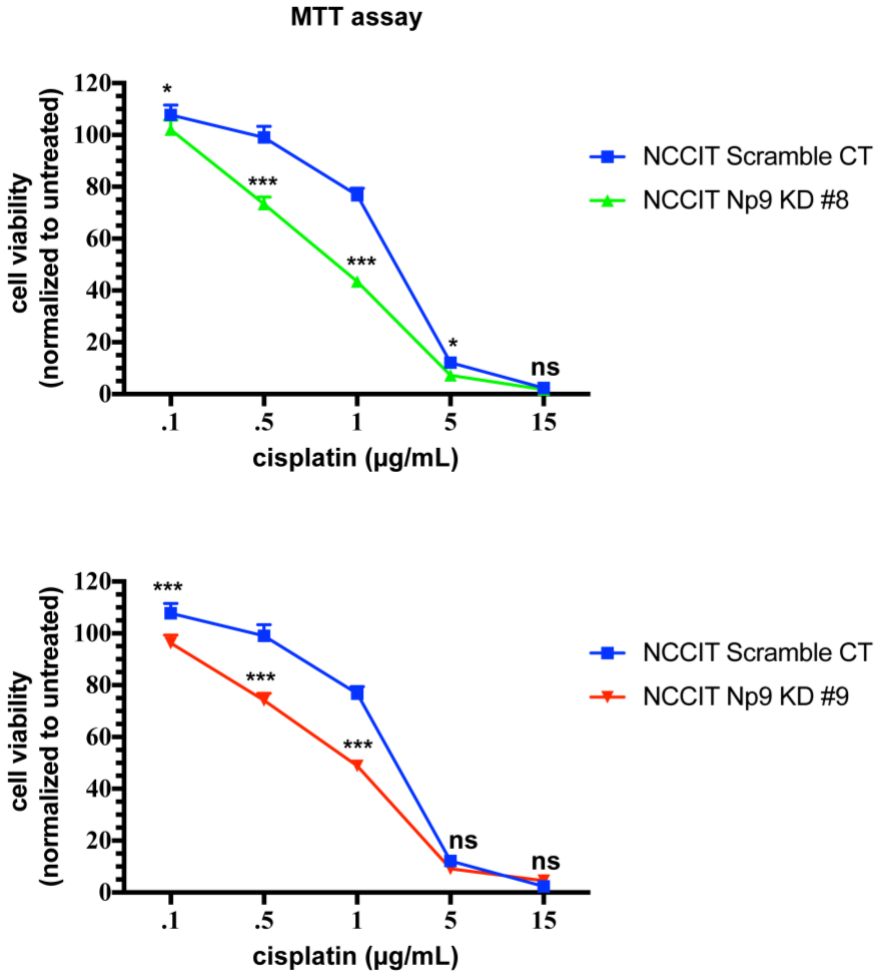 MTT assay
120
100
80
60
40
20
0
cell viability
(normalized to untreated)
*
***
***
*
ns
.1
.5
1
5
15
cisplatin (μg/mL)
NCCIT Scramble CT
NCCIT Np9 KD #8
120
100
80
60
40
20
0
cell viability
(normalized to untreated)
***
***
***
ns
ns
.1
.5
1
5
15
cisplatin (μg/mL)
NCCIT Scramble CT
NCCIT Np9 KD #9